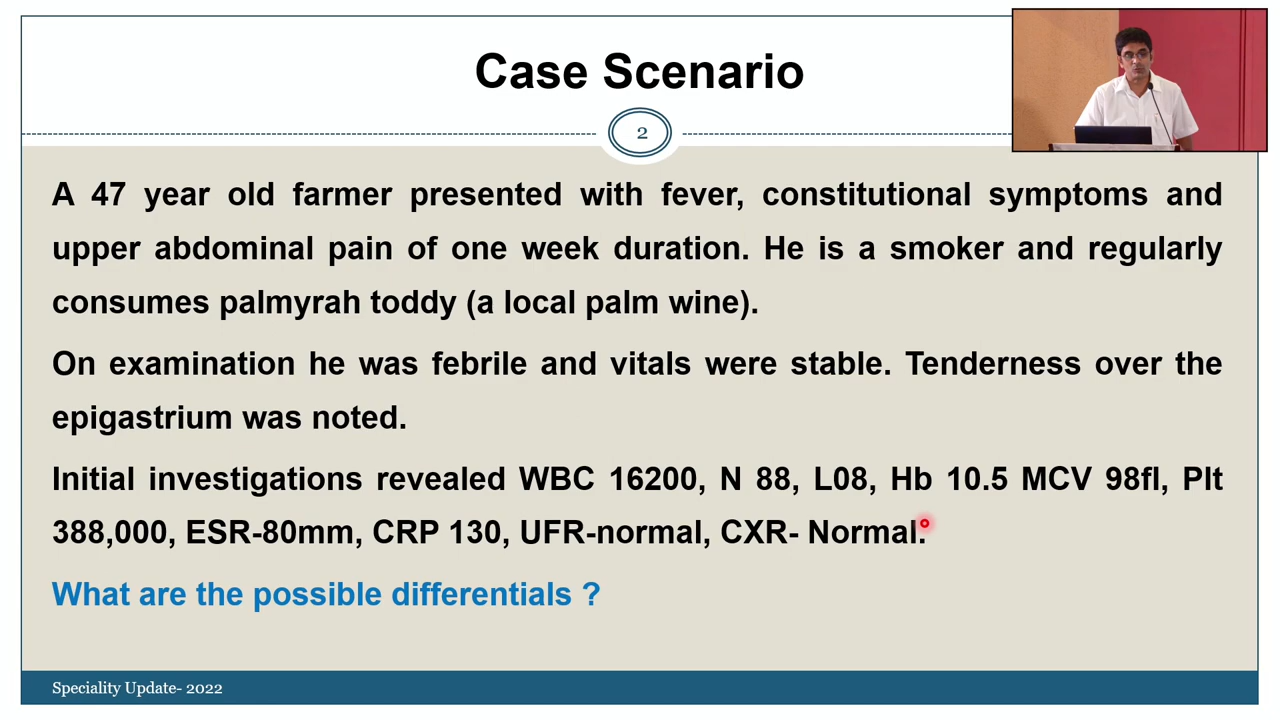 Case Scenario
2
A 47 year old farmer presented with fever, constitutional symptoms and
upper abdominal pain of one week duration. He is a smoker and regularly
consumes palmyrah toddy (a local palm wine).
On examination he was febrile and vitals were stable. Tenderness over the
epigastrium was noted.
Initial investigations revealed WBC 16200, N 88, L08, Hb 10.5 MCV 98fl, Plt
388,000, ESR-80mm, CRP 130, UFR-normal, CXR- Normal.
What are the possible differentials ?
Speciality Update- 2022